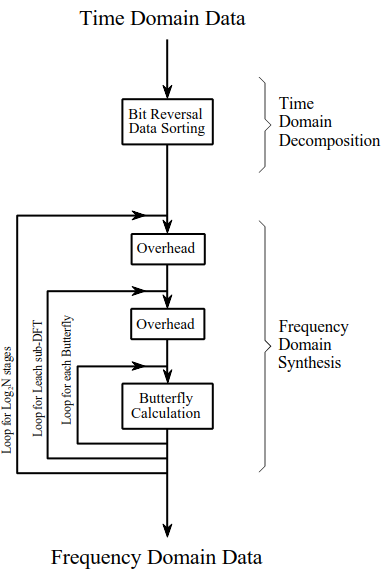 Time Domain Data
Bit Reversal
Data Sorting
Time
Domain
Decomposition
Overhead
Overhead
Butterfly
Calculation
Loop for Log2N stages
Loop for Leach sub-DFT
Loop for each Butterfly
Frequency
Domain
Synthesis
Frequency Domain Data